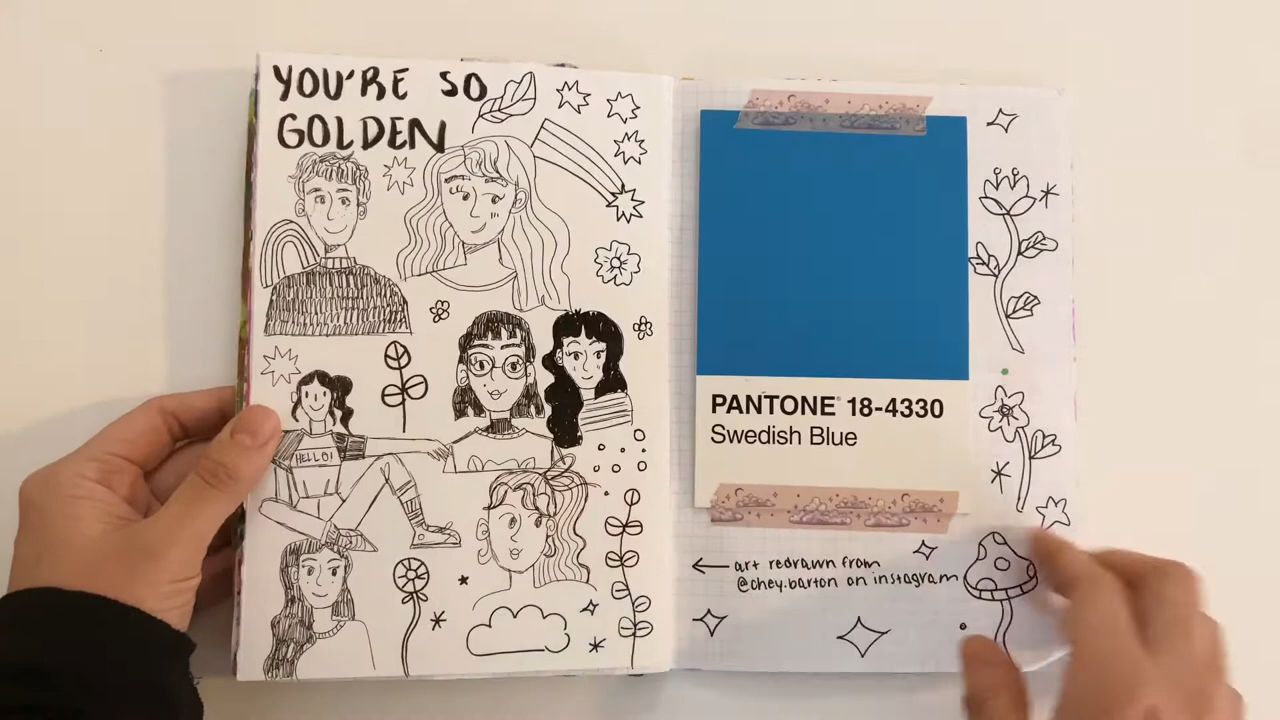 YOU'RE SO
GOLDEN
HELLO!
PANTONE® 18-4330
Swedish Blue
← art redrawn from
@chey.barton on instagram